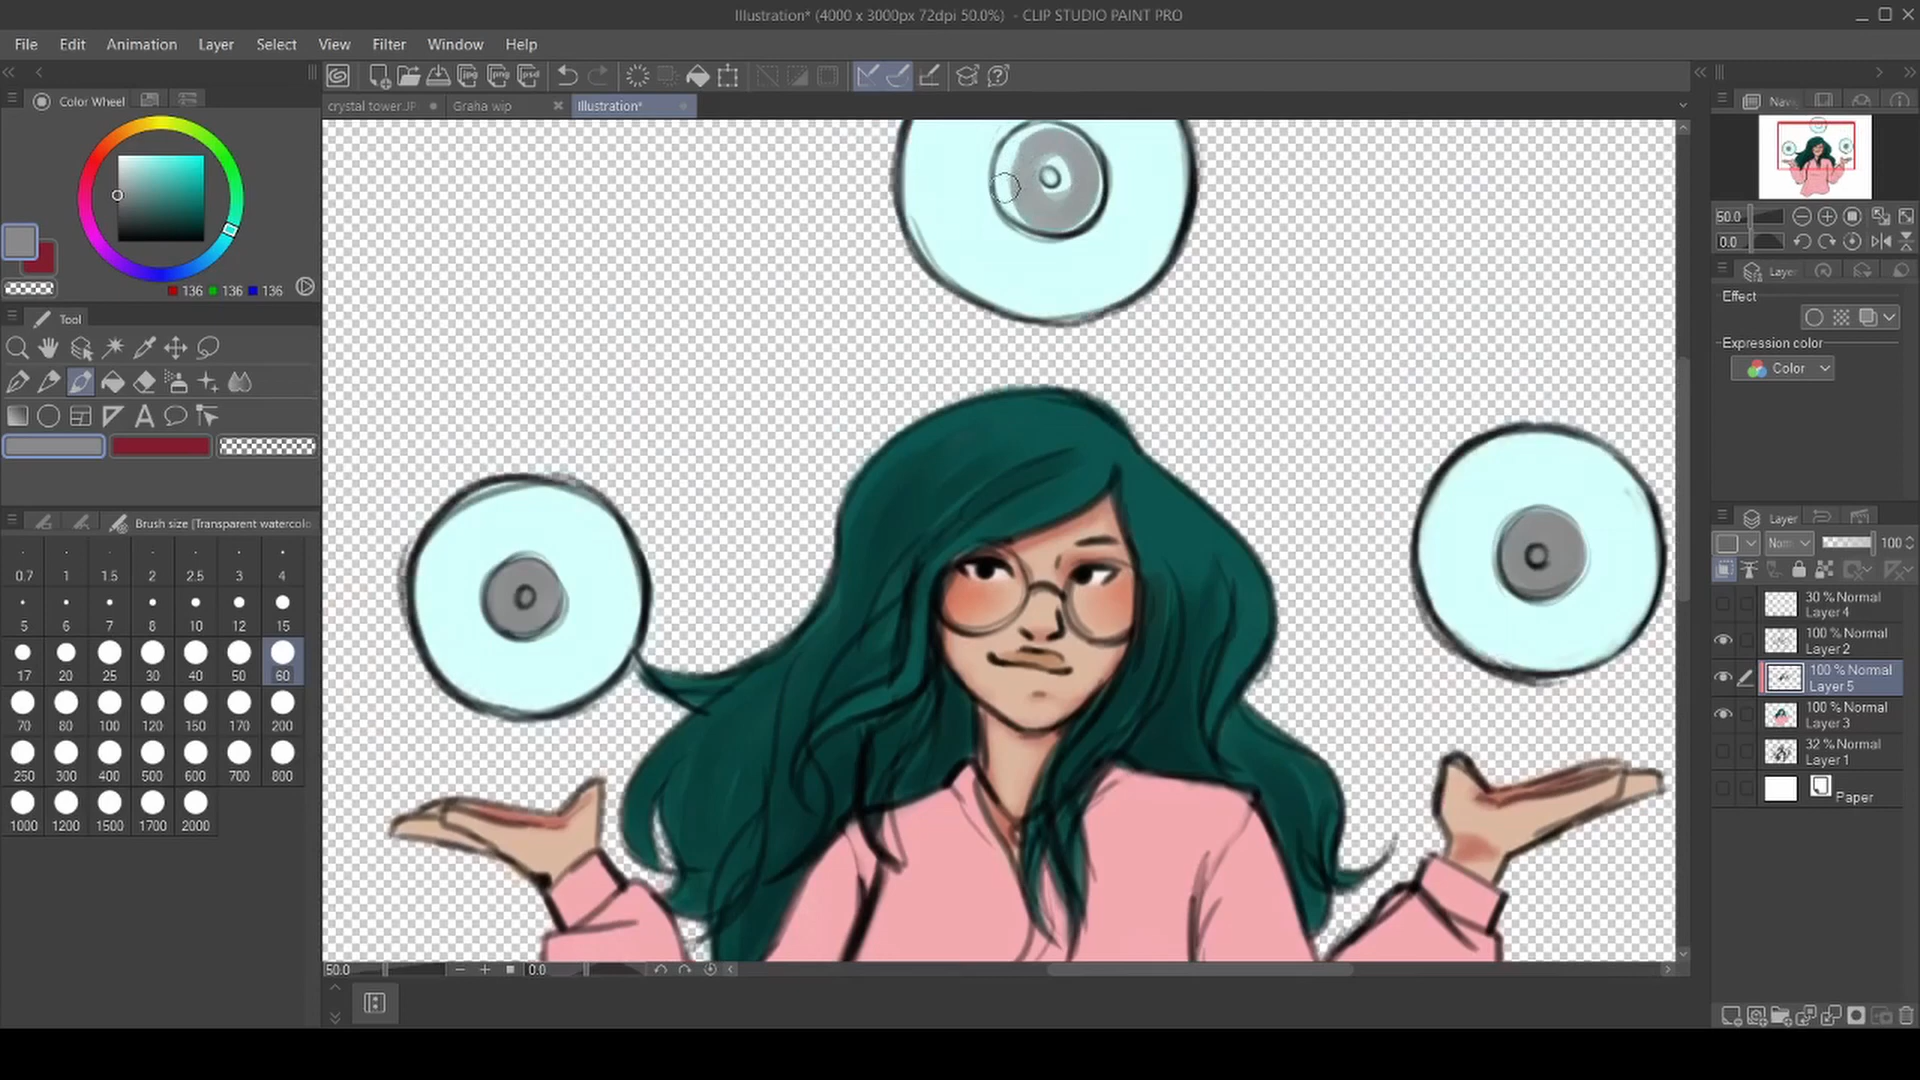 Illustration* (4000 x 3000px 72dpi 50.0%) - CLIP STUDIO PAINT PRO
File Edit Animation Layer Select View Filter Window Help
crystal tower.JP Graha wip Illustration*
Color Wheel
136 136 136
Tool
Brush size [Transparent watercolo
0.7 1 1.5 2 2.5 3 4
5 6 7 8 10 12 15
17 20 25 30 40 50 60
70 80 100 120 150 170 200
250 300 400 500 600 700 800
1000 1200 1500 1700 2000
50.0 0.0
Navi
50.0
0.0
Layer
Effect
Expression color
Color
Layer
Norm 100
30 % Normal
Layer 4
100 % Normal
Layer 2
100 % Normal
Layer 5
100 % Normal
Layer 3
32 % Normal
Layer 1
Paper